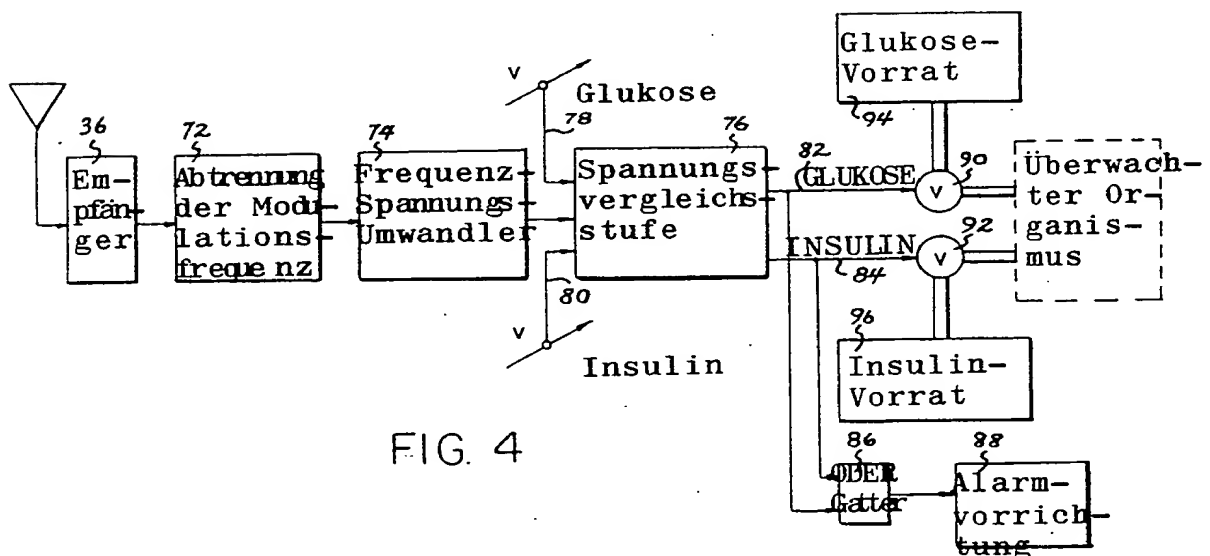 Glukose-
Vorrat
94
V
Glukose
78
36
Em-
pfän-
ger
72
Abtrennung
der Modu-
lations-
frequenz
74
Frequenz-
Spannungs-
Umwandler
76
Spannungs-
vergleichs-
stufe
82
GLUKOSE
90
V
Überwach-
ter Or-
ganis-
mus
INSULIN
84
92
V
80
V
Insulin
96
Insulin-
Vorrat
FIG. 4
86
ODER
Gatter
88
Alarm-
vorrich-
tung